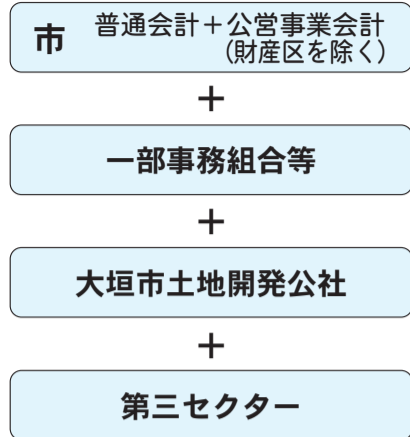 市 普通会計＋公営事業会計
（財産区を除く）
＋
一部事務組合等
＋
大垣市土地開発公社
＋
第三セクター